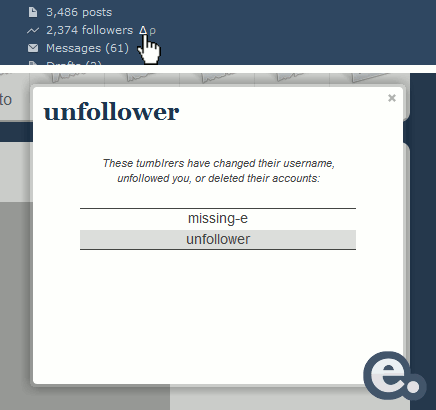 3,486 posts
2,374 followers Δ ρ
Messages (61)
Drafts (2)
to
unfollower ×
These tumblrers have changed their username,
unfollowed you, or deleted their accounts:
missing-e
unfollower
e.